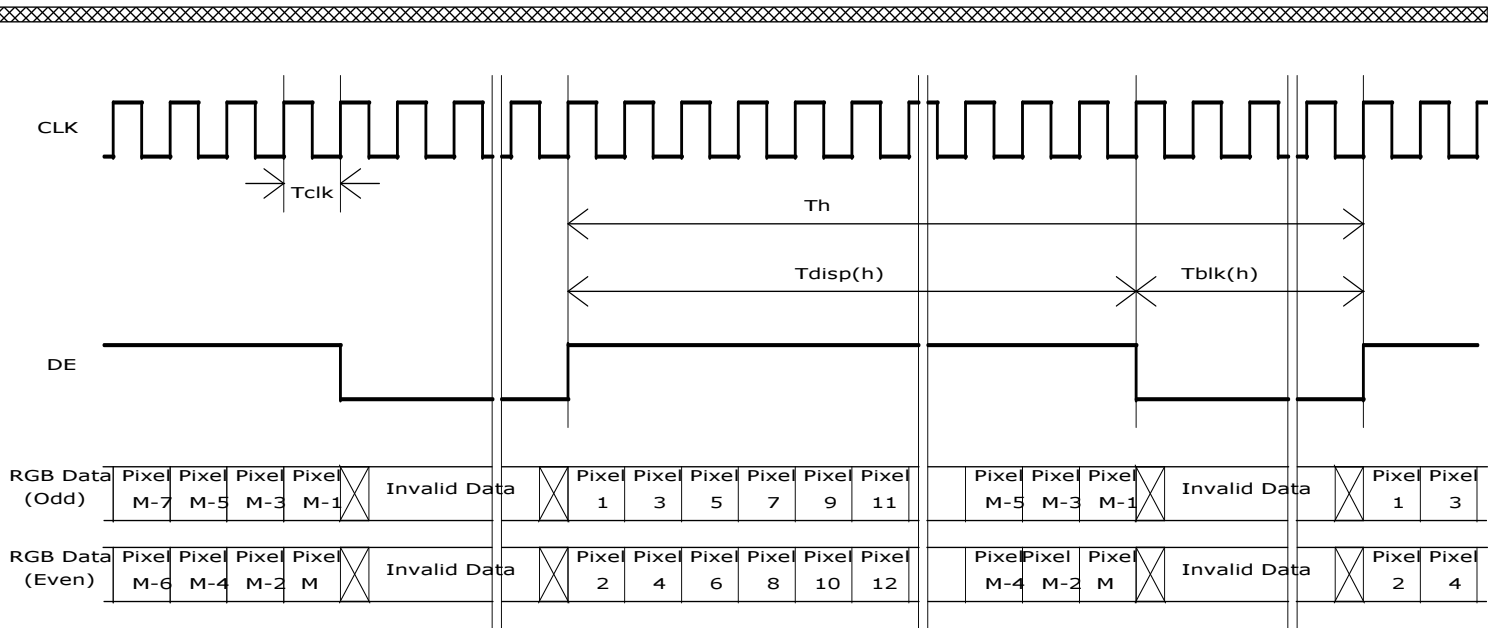 CLK
Tclk
Th
Tdisp(h) Tblk(h)
DE
RGB Data Pixel Pixel Pixel Pixel Invalid Data Pixel Pixel Pixel Pixel Pixel Pixel Pixel Pixel Pixel Invalid Data Pixel Pixel
(Odd) M-7 M-5 M-3 M-1 1 3 5 7 9 11 M-5 M-3 M-1 1 3
RGB Data Pixel Pixel Pixel Pixel Invalid Data Pixel Pixel Pixel Pixel Pixel Pixel Pixel Pixel Pixel Invalid Data Pixel Pixel
(Even) M-6 M-4 M-2 M 2 4 6 8 10 12 M-4 M-2 M 2 4